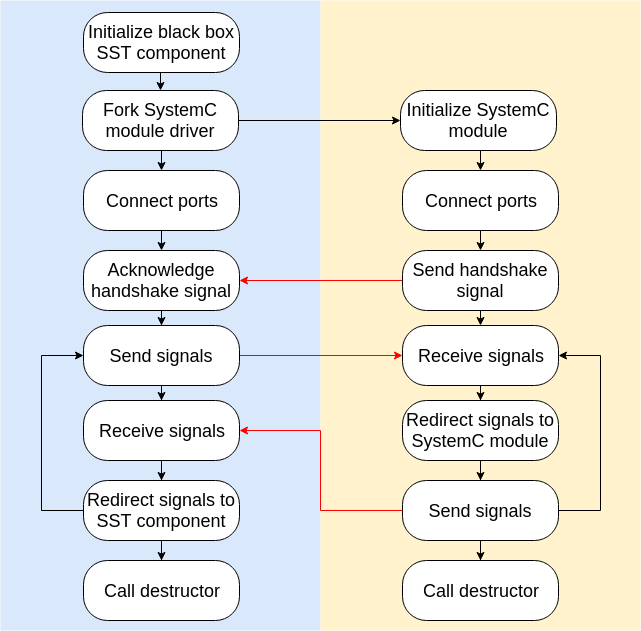 Initialize black box
SST component
Fork SystemC
module driver
Connect ports
Acknowledge
handshake signal
Send signals
Receive signals
Redirect signals to
SST component
Call destructor
Initialize SystemC
module
Connect ports
Send handshake
signal
Receive signals
Redirect signals to
SystemC module
Send signals
Call destructor